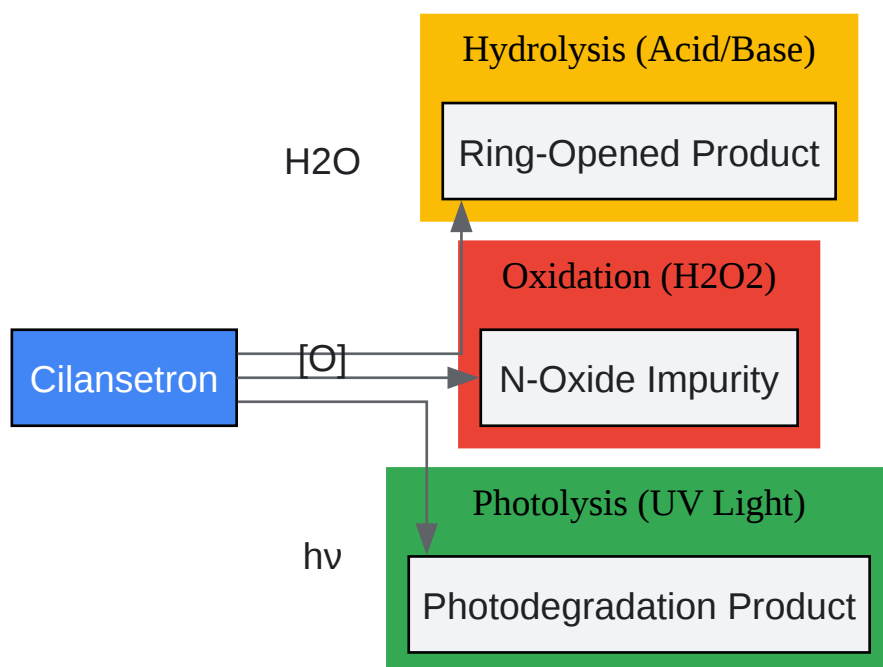 Hydrolysis (Acid/Base)
Ring-Opened Product
H2O
Oxidation (H2O2)
[O]
Cilansetron
N-Oxide Impurity
Photolysis (UV Light)
hν
Photodegradation Product